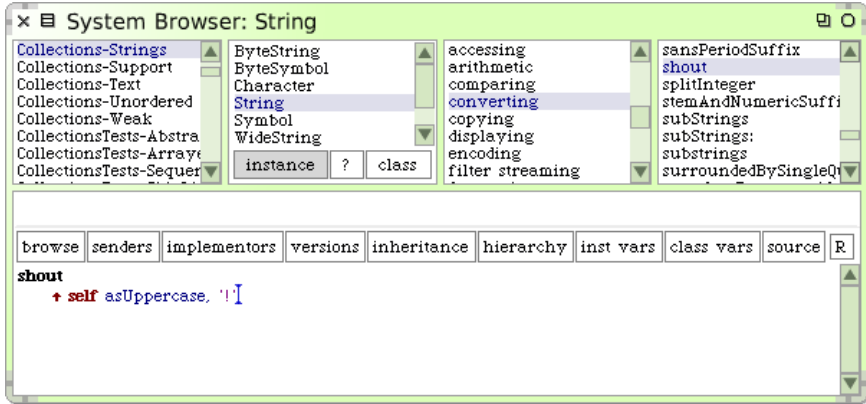 System Browser: String
Collections-Strings
Collections-Support
Collections-Text
Collections-Unordered
Collections-Weak
CollectionsTests-Abstra
CollectionsTests-Arraye
CollectionsTests-Sequer
ByteString
ByteSymbol
Character
String
Symbol
WideString
instance ? class
accessing
arithmetic
comparing
converting
copying
displaying
encoding
filter streaming
sansPeriodSuffix
shout
splitInteger
stemAndNumericSuffi
subStrings
subStrings:
substrings
surroundedBySingleQu
browse senders implementors versions inheritance hierarchy inst vars class vars source R
shout
↑ self asUppercase, '!'